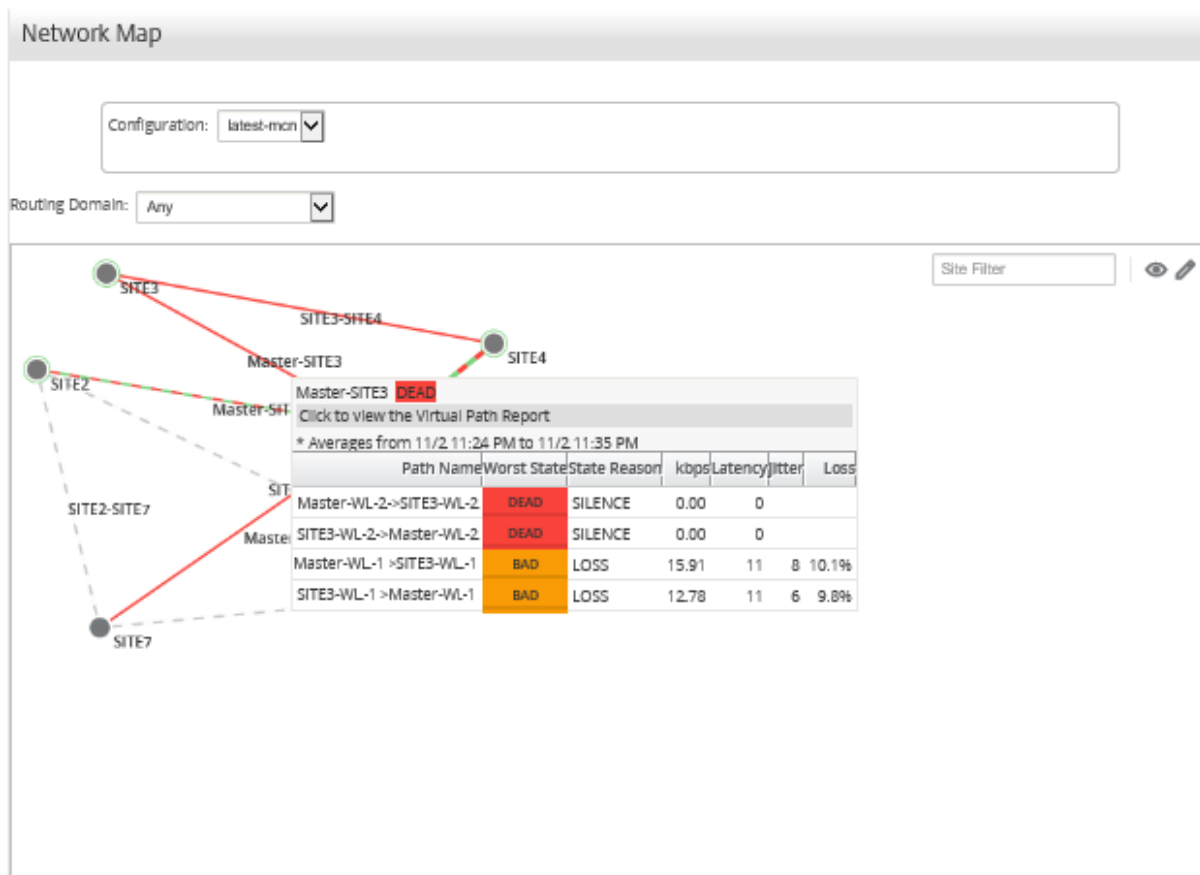 Network Map
Configuration: latest-mcn
Routing Domain: Any
Site Filter
SITE3
SITE3-SITE4
SITE4
Master-SITE3
SITE2
Master-SIT
Master-SITE3 DEAD
Click to view the Virtual Path Report
* Averages from 11/2 11:24 PM to 11/2 11:35 PM
Path Name Worst State State Reason kbps Latency Jitter Loss
SIT
Master-WL-2->SITE3-WL-2 DEAD SILENCE 0.00 0
SITE2-SITE7
Maste
SITE3-WL-2->Master-WL-2 DEAD SILENCE 0.00 0
Master-WL-1 >SITE3-WL-1 BAD LOSS 15.91 11 8 10.1%
SITE3-WL-1 >Master-WL-1 BAD LOSS 12.78 11 6 9.8%
SITE7